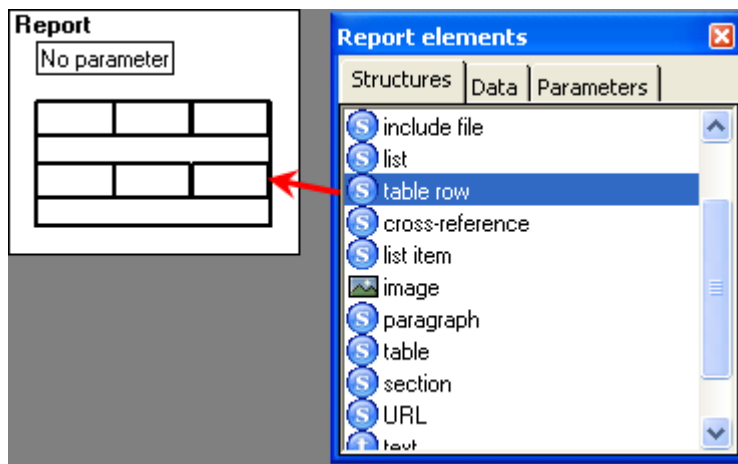 Report
No parameter
Report elements
Structures
Data
Parameters
include file
list
table row
cross-reference
list item
image
paragraph
table
section
URL
text